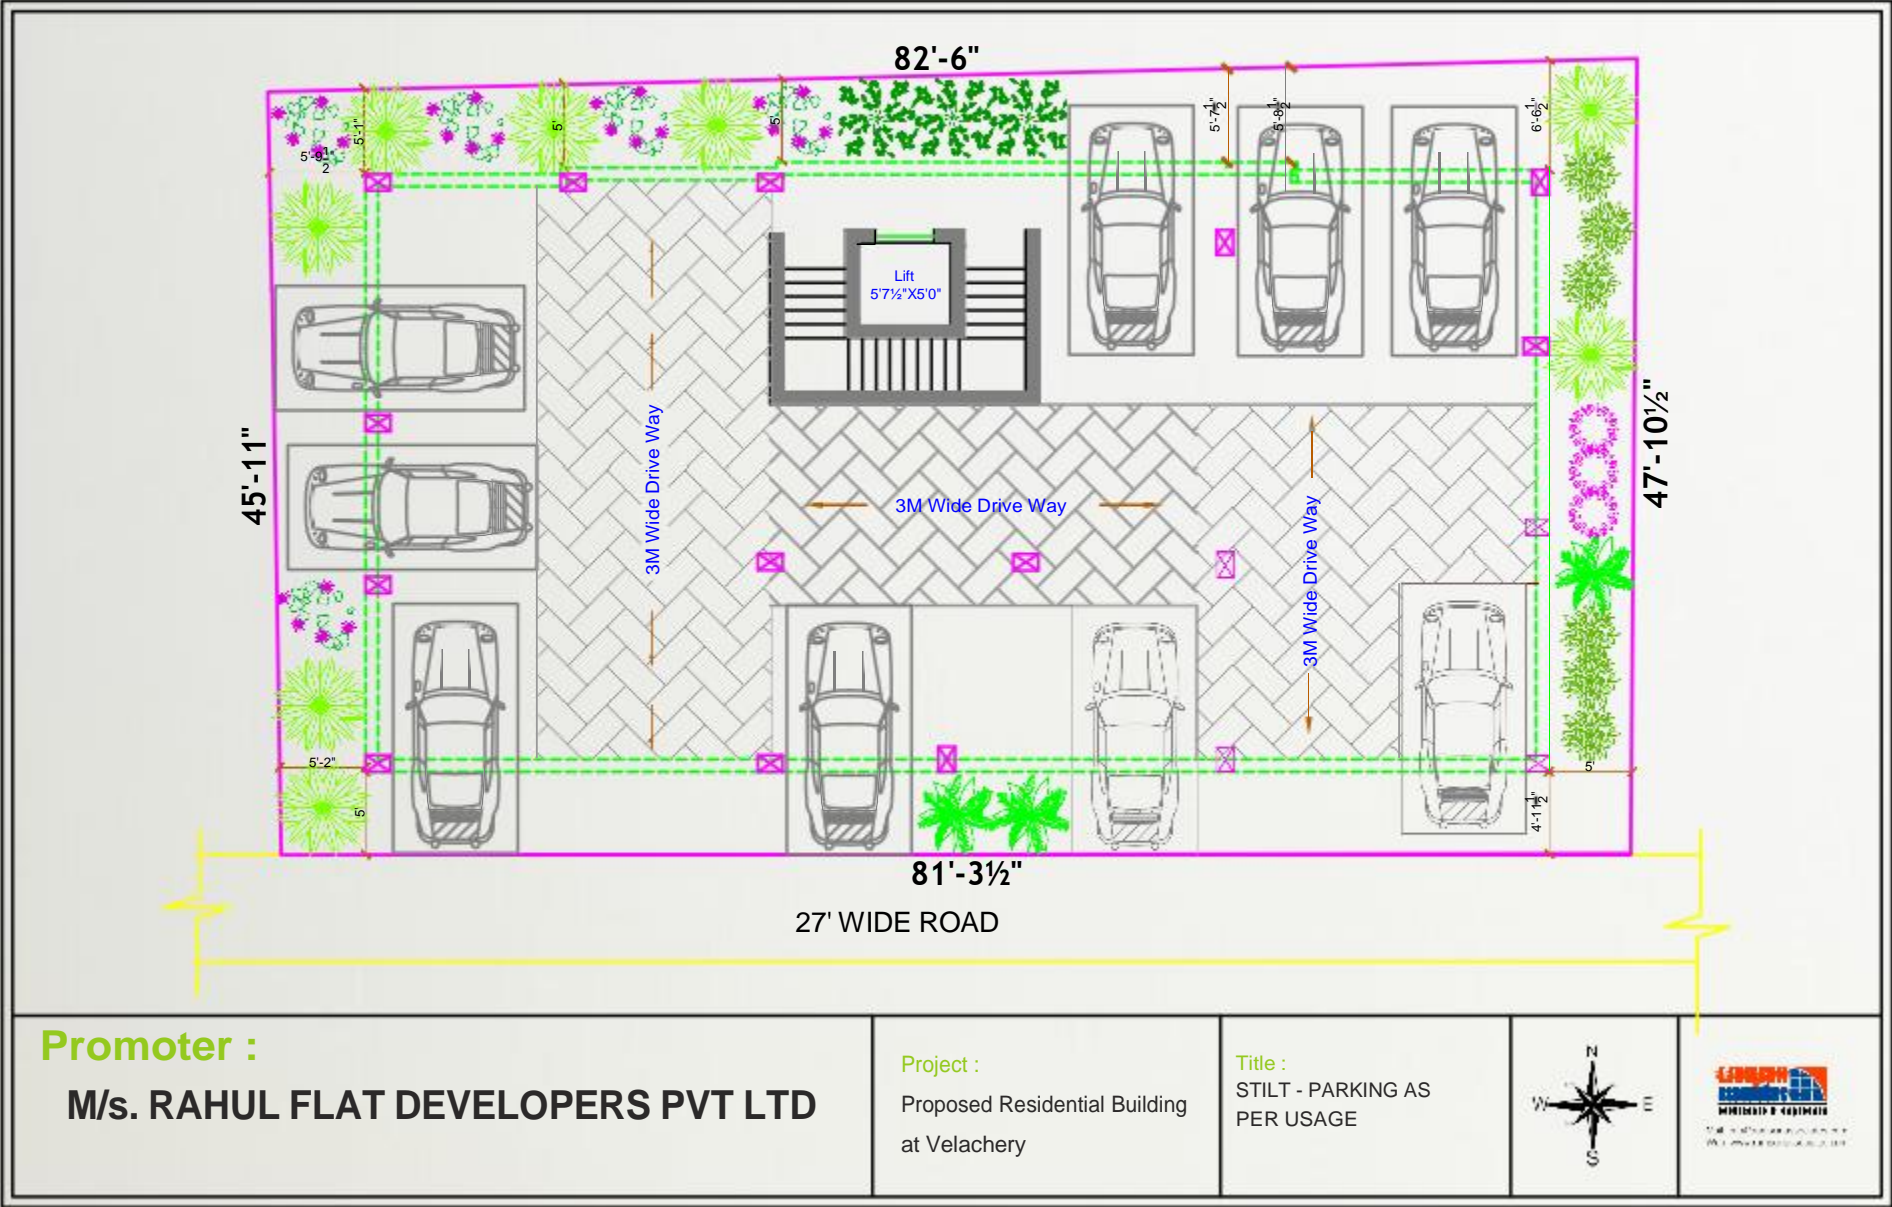 82'-6"
5'-1"
5'
5'
5'-7½"
5'-8½"
6'-6½"
5'-9½"
Lift
5'7½"X5'0"
45'-11"
3M Wide Drive Way
3M Wide Drive Way
3M Wide Drive Way
47'-10½"
5'-2"
5'
5'
4'-11½"
81'-3½"
27' WIDE ROAD
Promoter :
M/s. RAHUL FLAT DEVELOPERS PVT LTD
Project :
Proposed Residential Building
at Velachery
Title :
STILT - PARKING AS
PER USAGE
N
W E
S